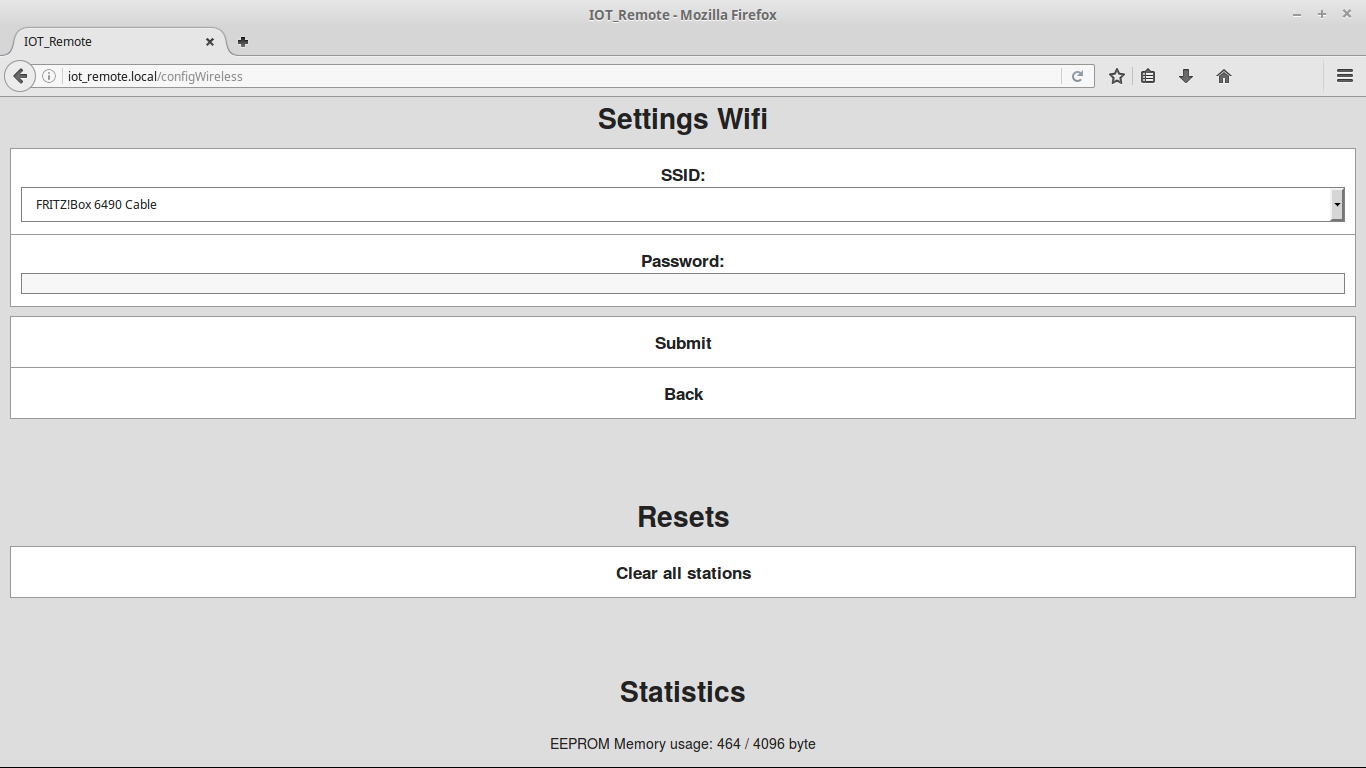 IOT_Remote - Mozilla Firefox
IOT_Remote
iot_remote.local/configWireless
Settings Wifi
SSID:
FRITZ!Box 6490 Cable
Password:
Submit
Back
Resets
Clear all stations
Statistics
EEPROM Memory usage: 464 / 4096 byte